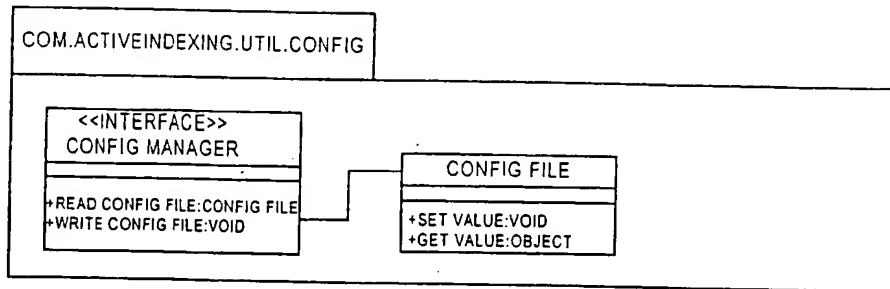 COM.ACTIVEINDEXING.UTIL.CONFIG
<<INTERFACE>>
CONFIG MANAGER
+READ CONFIG FILE:CONFIG FILE
+WRITE CONFIG FILE:VOID
CONFIG FILE
+SET VALUE:VOID
+GET VALUE:OBJECT